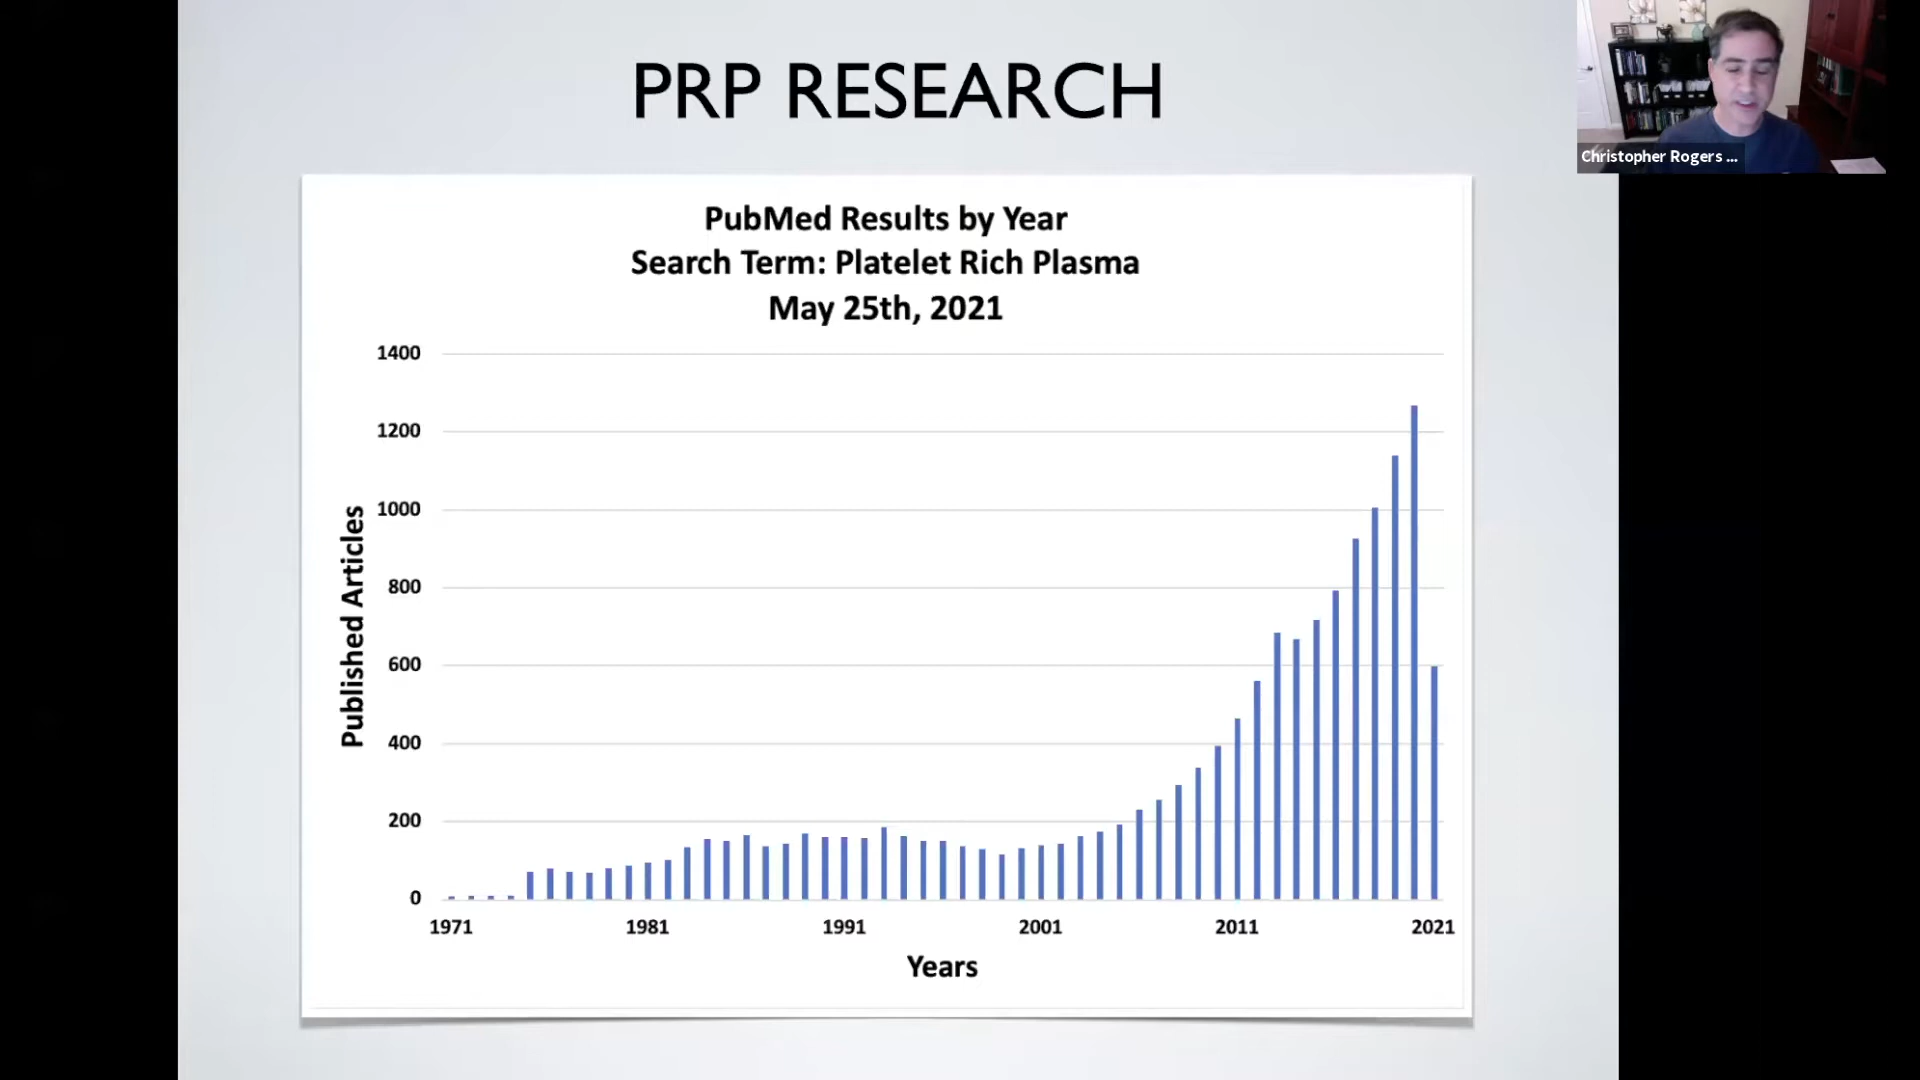 PRP RESEARCH
Christopher Rogers ...
PubMed Results by Year
Search Term: Platelet Rich Plasma
May 25th, 2021
Published Articles
1400
1200
1000
800
600
400
200
0
1971 1981 1991 2001 2011 2021
Years